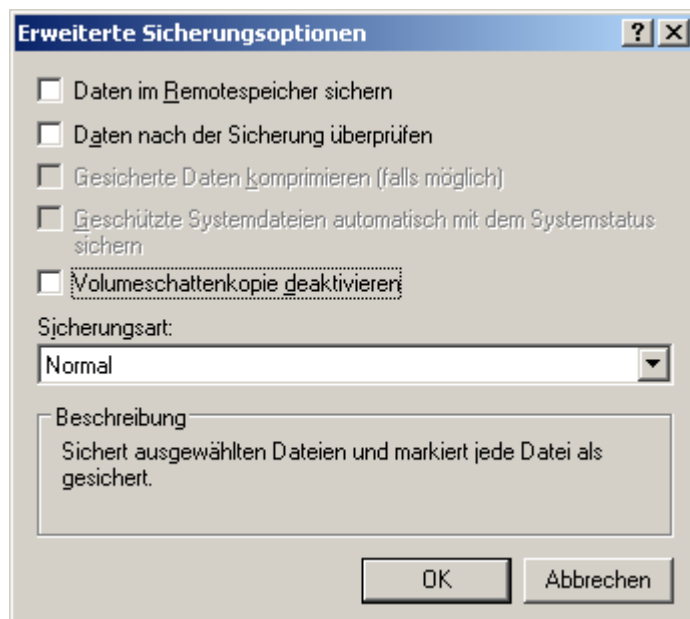 Erweiterte Sicherungsoptionen
Daten im Remotespeicher sichern
Daten nach der Sicherung überprüfen
Gesicherte Daten komprimieren (falls möglich)
Geschützte Systemdateien automatisch mit dem Systemstatus
sichern
Volumeschattenkopie deaktivieren
Sicherungsart:
Normal
Beschreibung
Sichert ausgewählten Dateien und markiert jede Datei als
gesichert.
OK Abbrechen